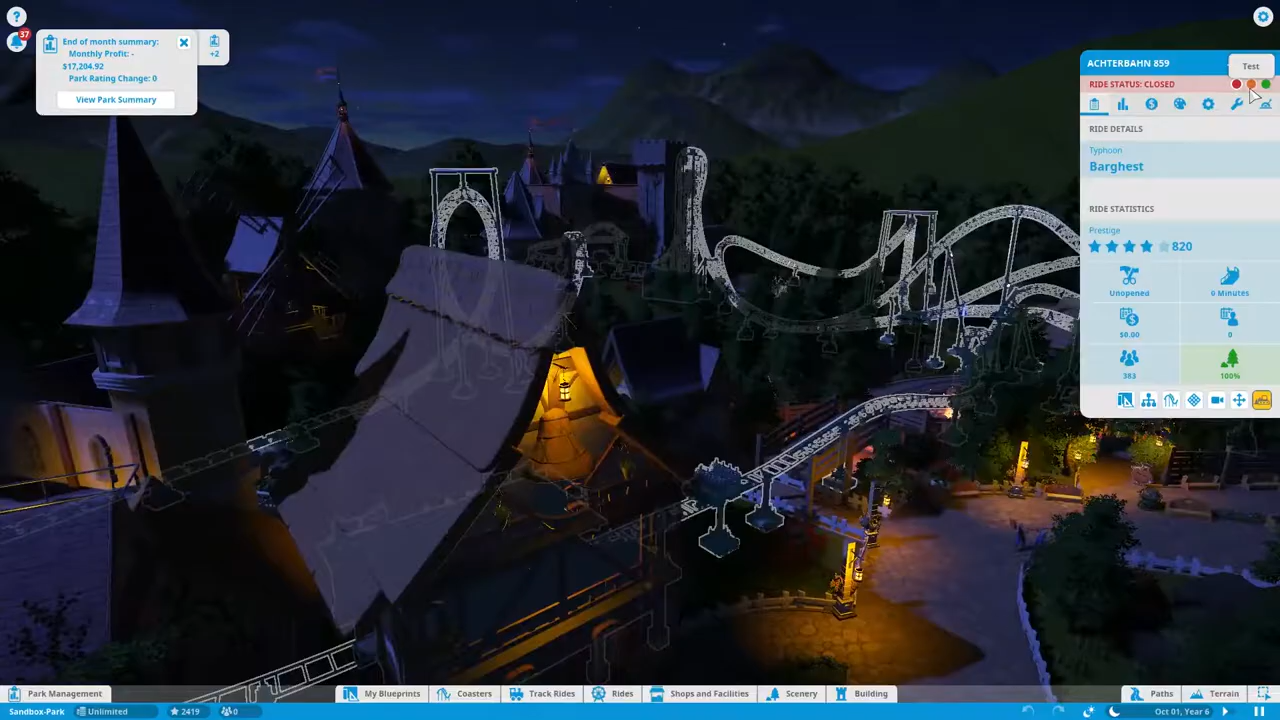 ?
37
End of month summary:
Monthly Profit: -
$17,204.92
Park Rating Change: 0
View Park Summary
+2
ACHTERBAHN 859
Test
RIDE STATUS: CLOSED
RIDE DETAILS
Typhoon
Barghest
RIDE STATISTICS
Prestige
820
Unopened
0 Minutes
$0.00
0
383
100%
Park Management
My Blueprints
Coasters
Track Rides
Rides
Shops and Facilities
Scenery
Building
Paths
Terrain
Sandbox-Park
Unlimited
2419
0
Oct 01, Year 6